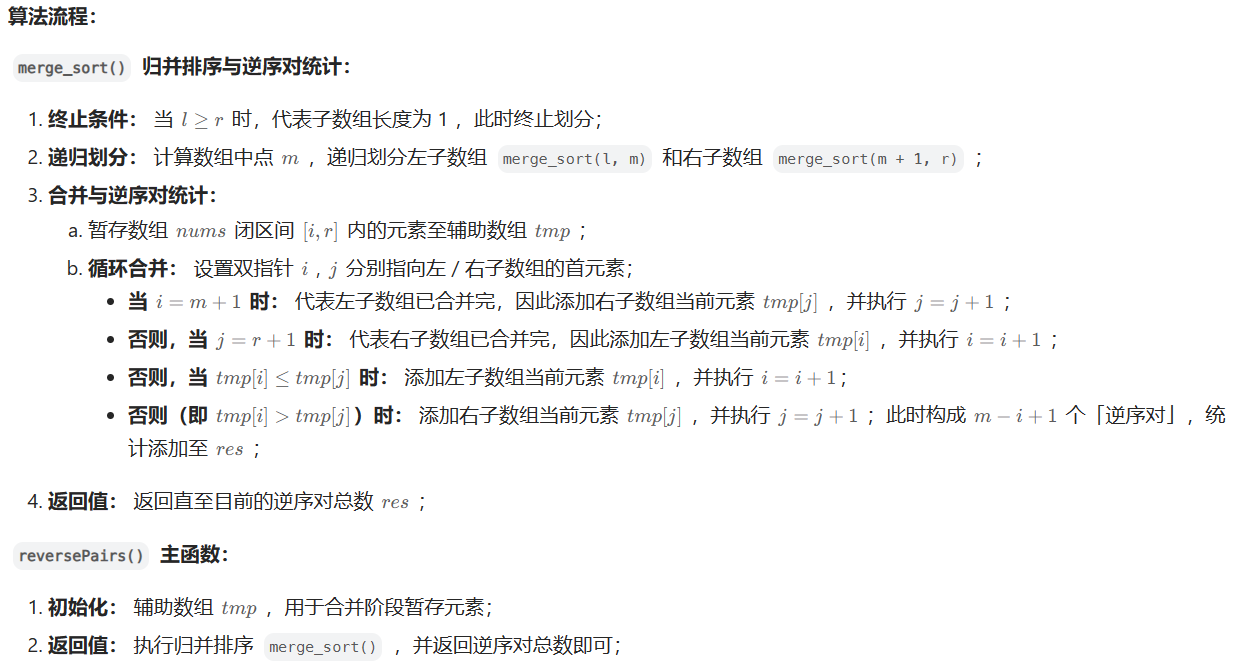 算法流程：
merge_sort() 归并排序与逆序对统计：
1. 终止条件： 当 l ≥ r 时，代表子数组长度为 1 ，此时终止划分；
2. 递归划分： 计算数组中点 m ，递归划分左子数组 merge_sort(l, m) 和右子数组 merge_sort(m + 1, r) ；
3. 合并与逆序对统计：
a. 暂存数组 nums 闭区间 [i, r] 内的元素至辅助数组 tmp ；
b. 循环合并： 设置双指针 i , j 分别指向左 / 右子数组的首元素；
• 当 i = m + 1 时： 代表左子数组已合并完，因此添加右子数组当前元素 tmp[j] ，并执行 j = j + 1 ；
• 否则，当 j = r + 1 时： 代表右子数组已合并完，因此添加左子数组当前元素 tmp[i] ，并执行 i = i + 1 ；
• 否则，当 tmp[i] ≤ tmp[j] 时： 添加左子数组当前元素 tmp[i] ，并执行 i = i + 1；
• 否则（即 tmp[i] > tmp[j]）时： 添加右子数组当前元素 tmp[j] ，并执行 j = j + 1 ；此时构成 m − i + 1 个「逆序对」，统
计添加至 res ；
4. 返回值： 返回直至目前的逆序对总数 res ；
reversePairs() 主函数：
1. 初始化： 辅助数组 tmp ，用于合并阶段暂存元素；
2. 返回值： 执行归并排序 merge_sort() ，并返回逆序对总数即可；